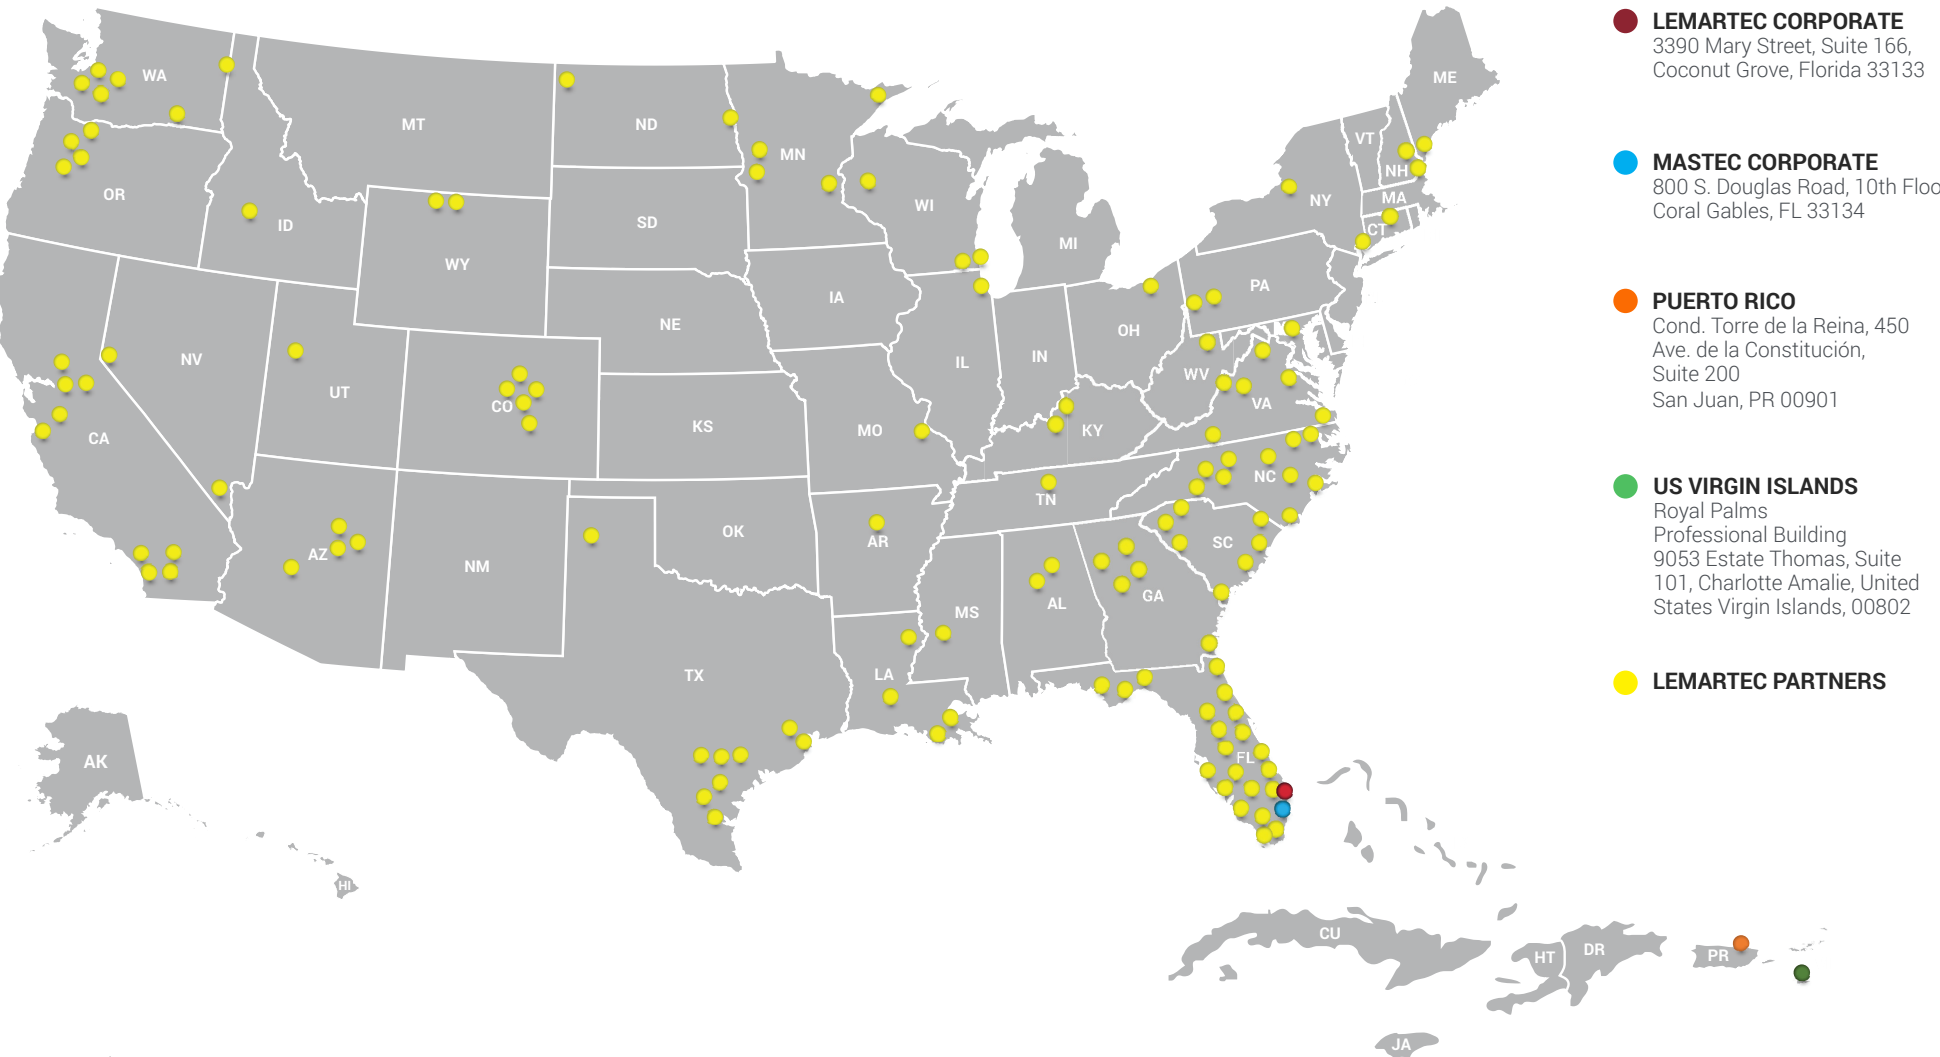 WA
OR
ID
MT
WY
ND
SD
NE
MN
WI
IA
MI
IL
IN
OH
PA
NY
VT
NH
ME
MA
CT
NV
UT
CA
CO
KS
MO
KY
WV
VA
TN
NC
SC
AZ
NM
OK
AR
TX
LA
MS
AL
GA
FL
AK
HI
CU
HT
DR
PR
JA
LEMARTEC CORPORATE
3390 Mary Street, Suite 166,
Coconut Grove, Florida 33133
MASTEC CORPORATE
800 S. Douglas Road, 10th Floo
Coral Gables, FL 33134
PUERTO RICO
Cond. Torre de la Reina, 450
Ave. de la Constitución,
Suite 200
San Juan, PR 00901
US VIRGIN ISLANDS
Royal Palms
Professional Building
9053 Estate Thomas, Suite
101, Charlotte Amalie, United
States Virgin Islands, 00802
LEMARTEC PARTNERS